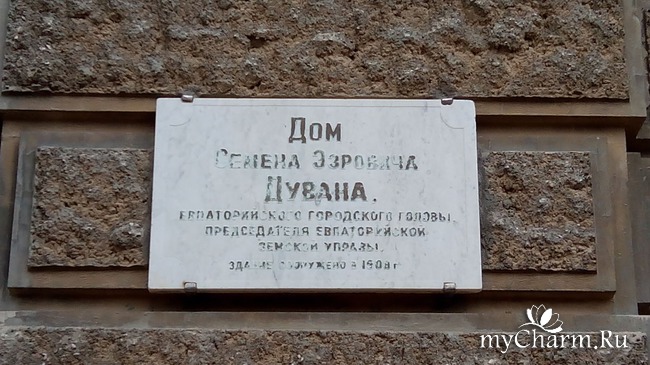 Дом
Семена Эзровича
Дувана.
Евпаторийского городского головы,
председателя Евпаторийской
земской управы.
Здание сооружено в 1908 г
myCharm.Ru